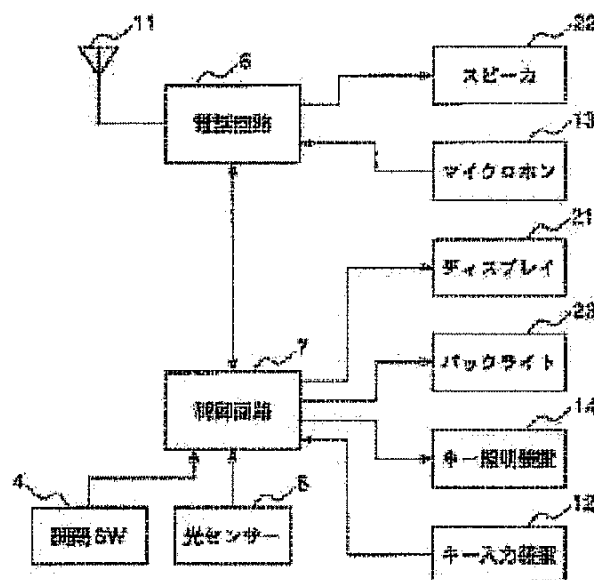 11
6
22
スピーカ
電話回路
13
マイクロホン
21
ディスプレイ
23
バックライト
7
制御回路
14
キー照明装置
4
開閉SW
5
光センサー
12
キー入力装置